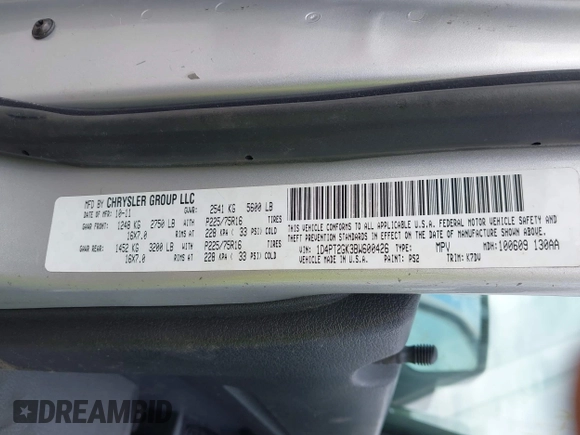 MFD BY CHRYSLER GROUP LLC
DATE OF MFR 10-11 GVWR: 2541 KG 5600 LB
GAWR FRONT: 1248 KG 2750 LB WITH P225/75R16 TIRES
16X7.0 RIMS AT 228 KPA ( 33 PSI) COLD
GAWR REAR: 1452 KG 3200 LB WITH P225/75R16 TIRES
16X7.0 RIMS AT 228 KPA ( 33 PSI) COLD
THIS VEHICLE CONFORMS TO ALL APPLICABLE U.S.A. FEDERAL MOTOR VEHICLE SAFETY AND
THEFT PREVENTION STANDARDS IN EFFECT ON THE DATE OF MANUFACTURE SHOWN ABOVE.
VIN: 1D4PT2GK3BW600426 TYPE: MPV MDH: 100609 130AA
VEHICLE MADE IN U.S.A. PAINT: PS2 TRIM: K7DV
DREAMBID